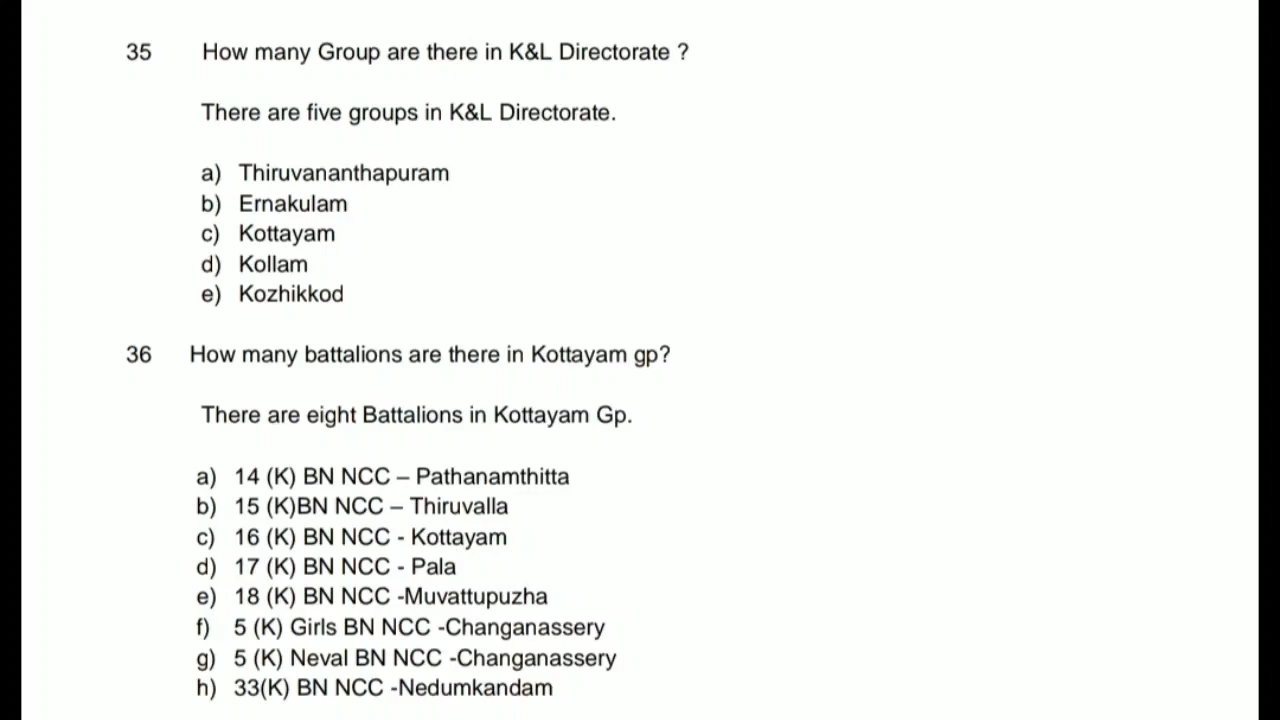 35 How many Group are there in K&L Directorate ?
There are five groups in K&L Directorate.
a) Thiruvananthapuram
b) Ernakulam
c) Kottayam
d) Kollam
e) Kozhikkod
36 How many battalions are there in Kottayam gp?
There are eight Battalions in Kottayam Gp.
a) 14 (K) BN NCC – Pathanamthitta
b) 15 (K)BN NCC – Thiruvalla
c) 16 (K) BN NCC - Kottayam
d) 17 (K) BN NCC - Pala
e) 18 (K) BN NCC -Muvattupuzha
f) 5 (K) Girls BN NCC -Changanassery
g) 5 (K) Neval BN NCC -Changanassery
h) 33(K) BN NCC -Nedumkandam